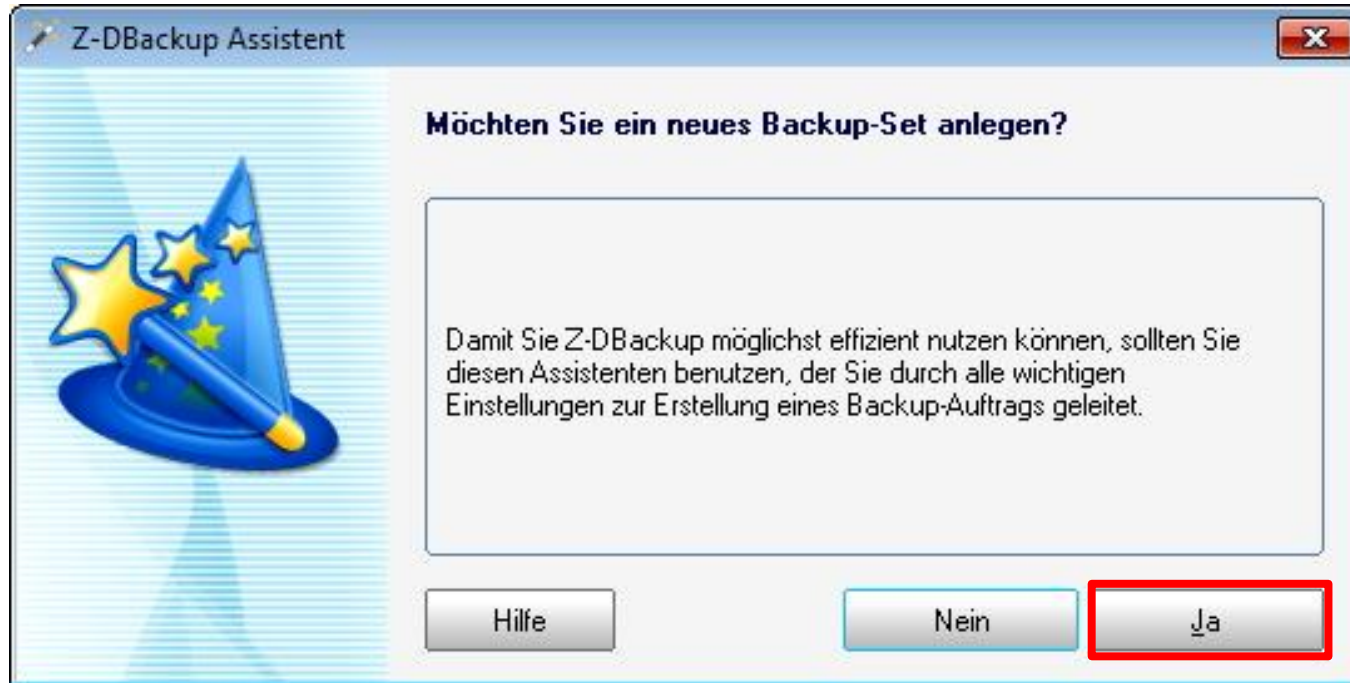 Z-DBackup Assistent
Möchten Sie ein neues Backup-Set anlegen?
Damit Sie Z-DBackup möglichst effizient nutzen können, sollten Sie
diesen Assistenten benutzen, der Sie durch alle wichtigen
Einstellungen zur Erstellung eines Backup-Auftrags geleitet.
Hilfe
Nein
Ja